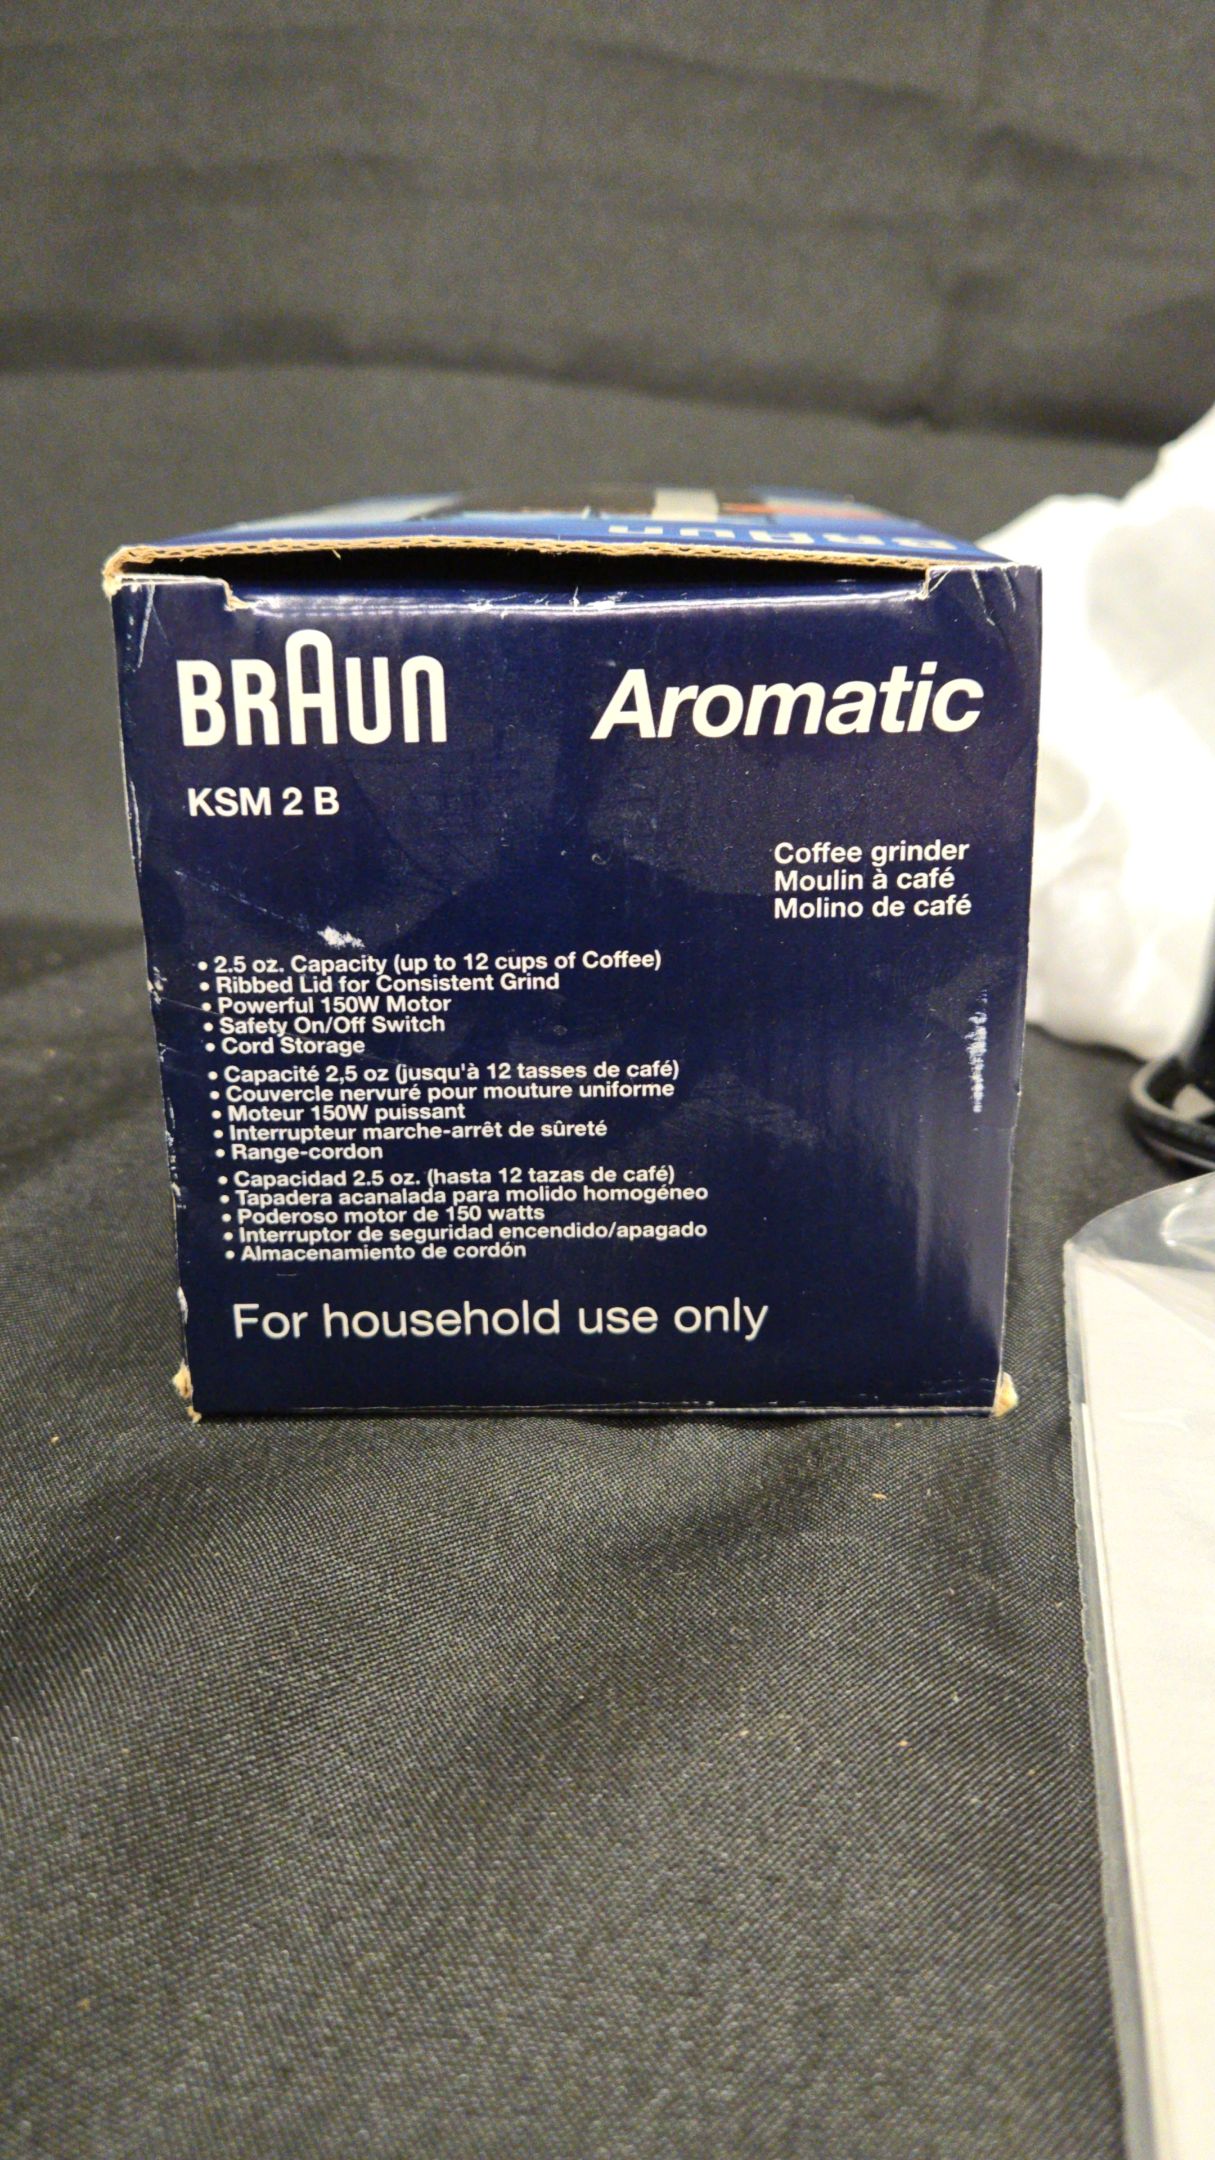 BRAUN
BRAUN
Aromatic
KSM 2 B
Coffee grinder
Moulin à café
Molino de café
• 2.5 oz. Capacity (up to 12 cups of Coffee)
• Ribbed Lid for Consistent Grind
• Powerful 150W Motor
• Safety On/Off Switch
• Cord Storage
• Capacité 2,5 oz (jusqu'à 12 tasses de café)
• Couvercle nervuré pour mouture uniforme
• Moteur 150W puissant
• Interrupteur marche-arrêt de sûreté
• Range-cordon
• Capacidad 2.5 oz. (hasta 12 tazas de café)
• Tapadera acanalada para molido homogéneo
• Poderoso motor de 150 watts
• Interruptor de seguridad encendido/apagado
• Almacenamiento de cordón
For household use only